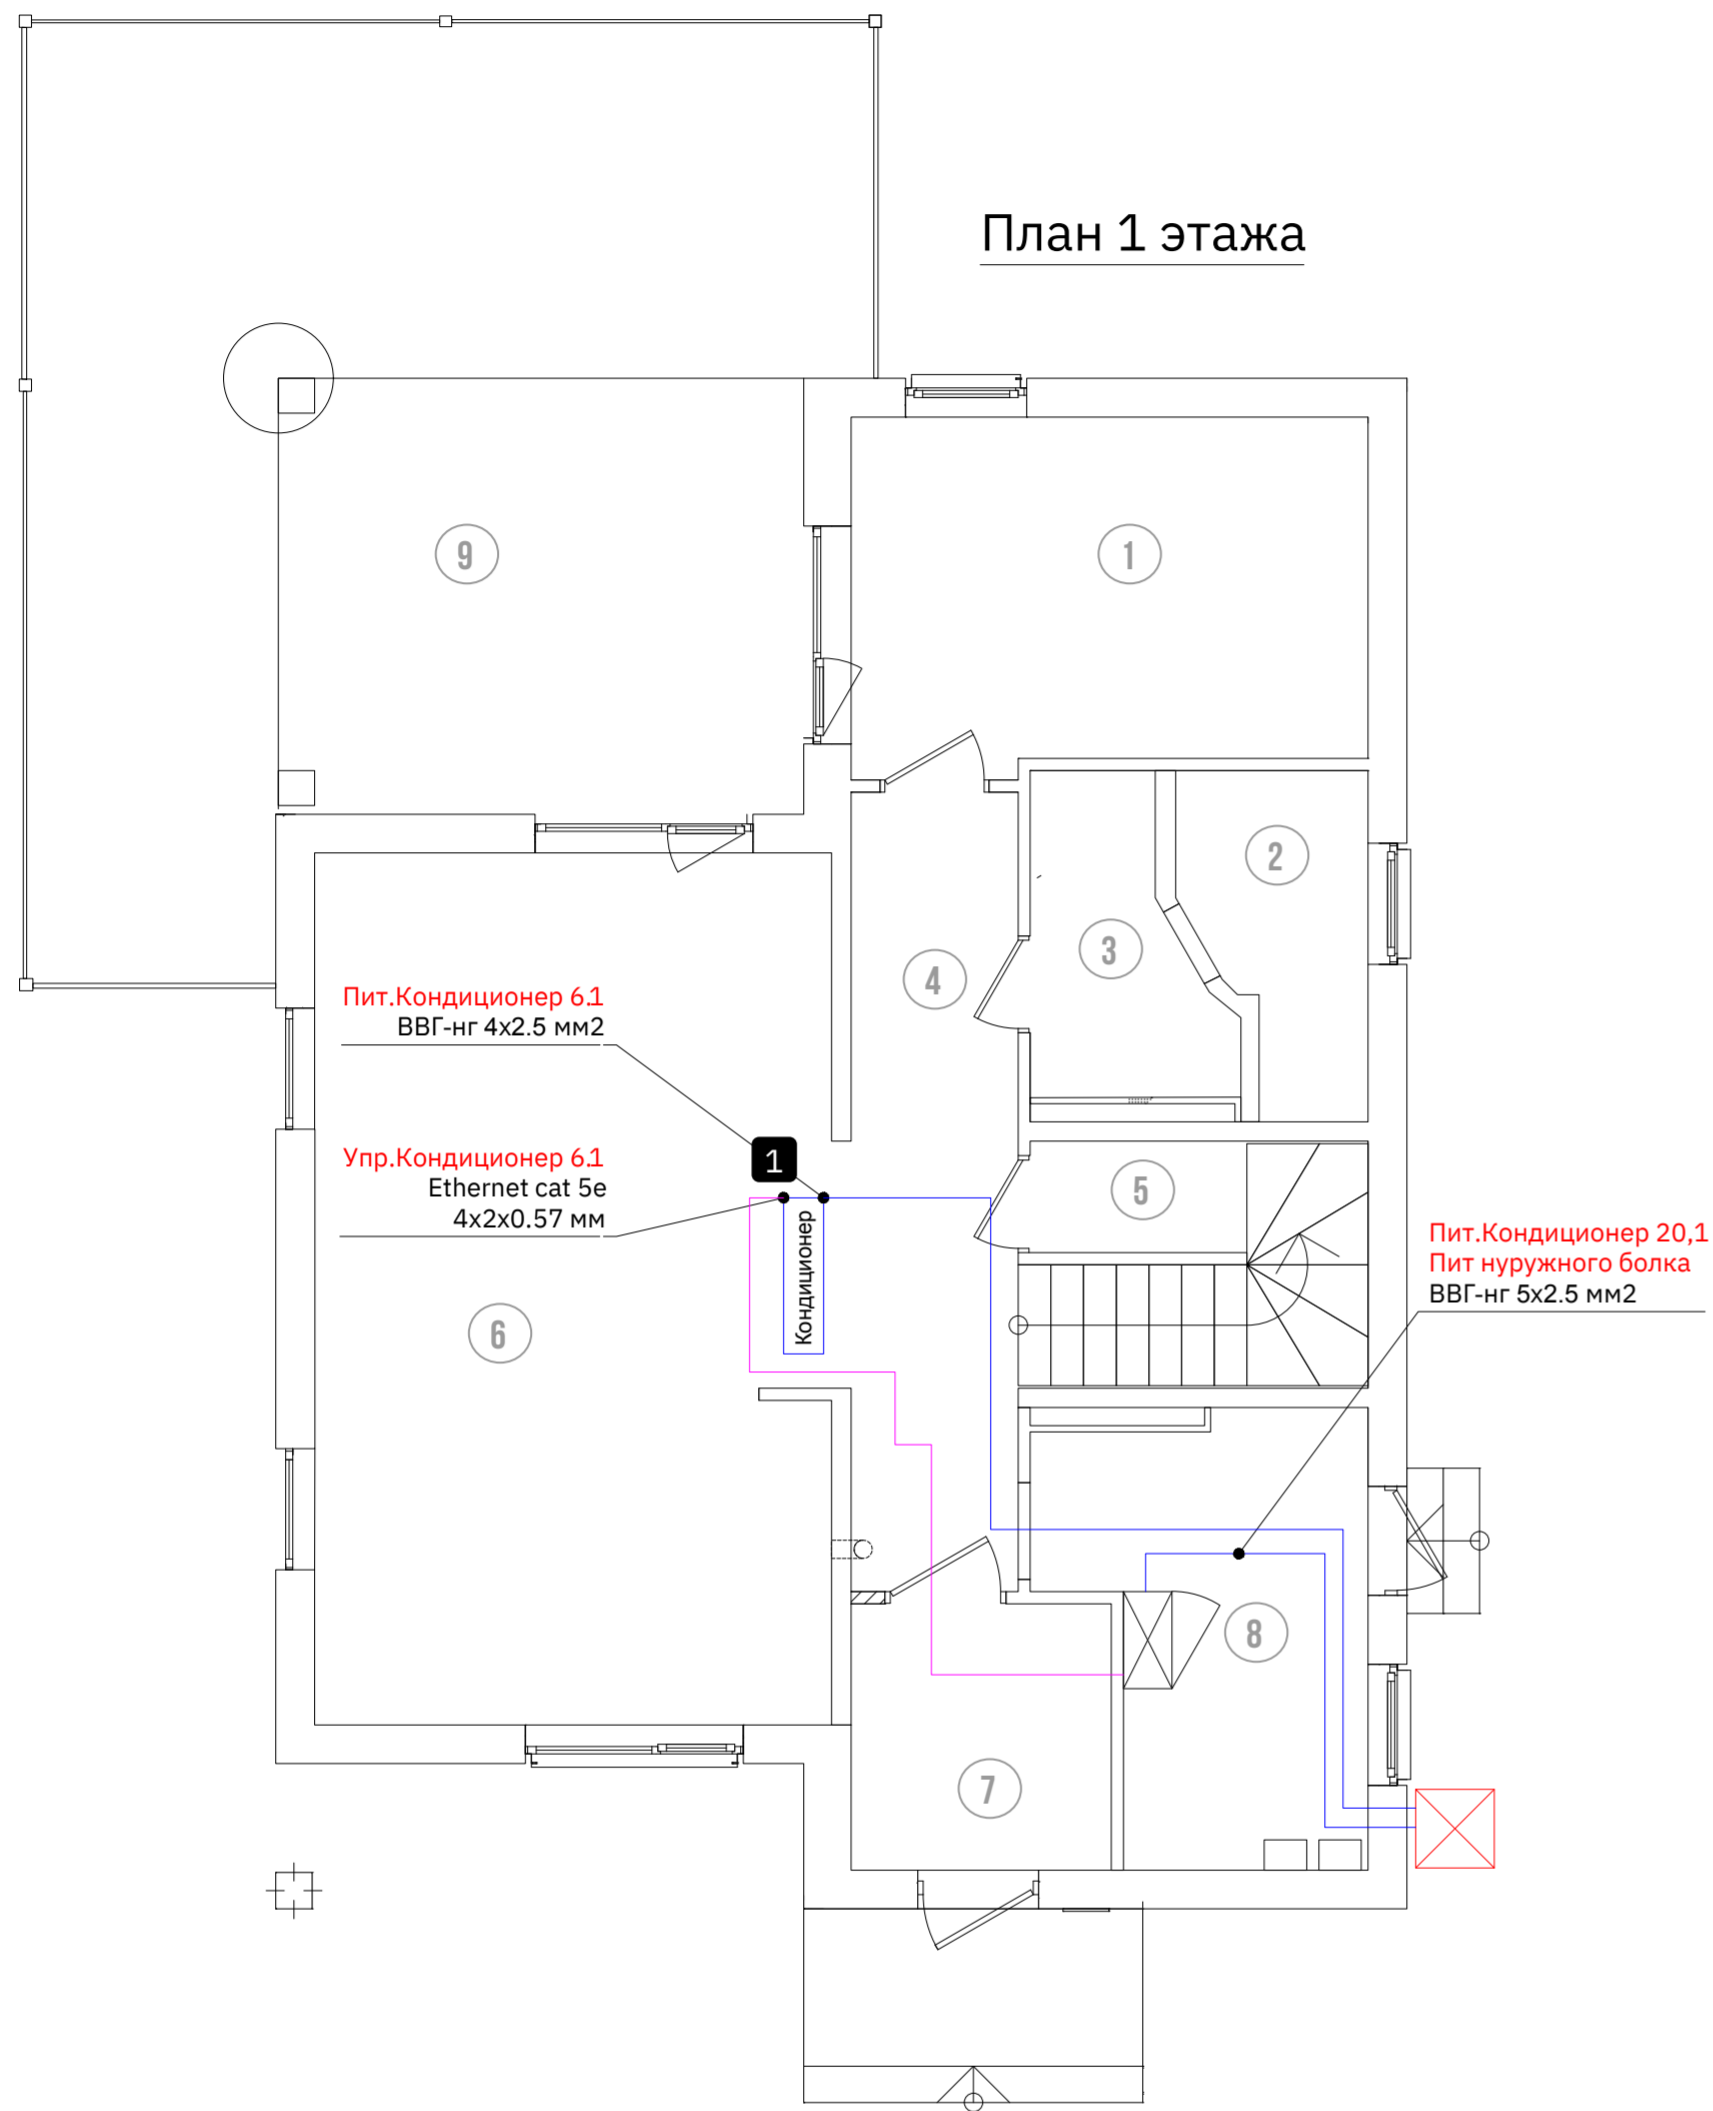 План 1 этажа
9
1
2
3
4
Пит.Кондиционер 6.1
ВВГ-нг 4х2.5 мм2
1
Упр.Кондиционер 6.1
Ethernet cat 5e
4x2x0.57 мм
5
Кондиционер
Пит.Кондиционер 20,1
Пит нуружного болка
ВВГ-нг 5х2.5 мм2
6
8
7